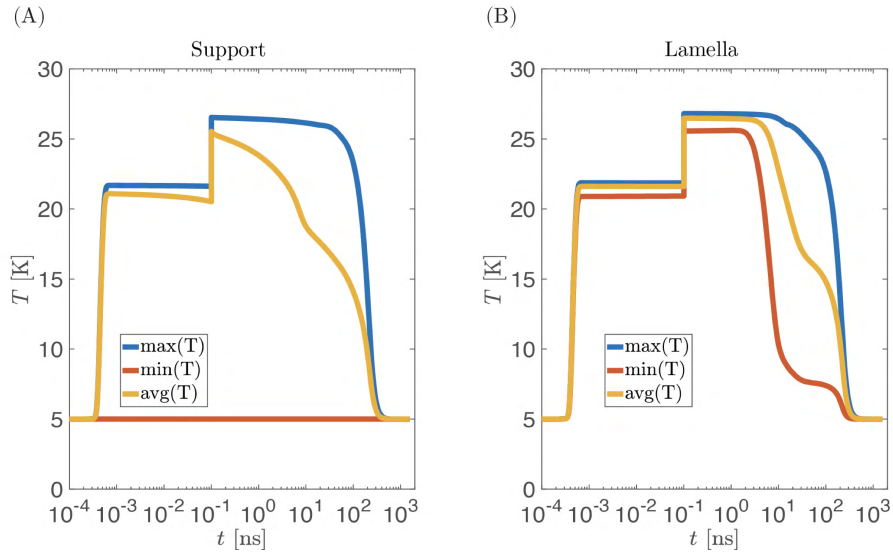 (A)
Support
30
25
20
15
10
5
0
T [K]
max(T)
min(T)
avg(T)
10^-4 10^-3 10^-2 10^-1 10^0 10^1 10^2 10^3
t [ns]
(B)
Lamella
30
25
20
15
10
5
0
T [K]
max(T)
min(T)
avg(T)
10^-4 10^-3 10^-2 10^-1 10^0 10^1 10^2 10^3
t [ns]